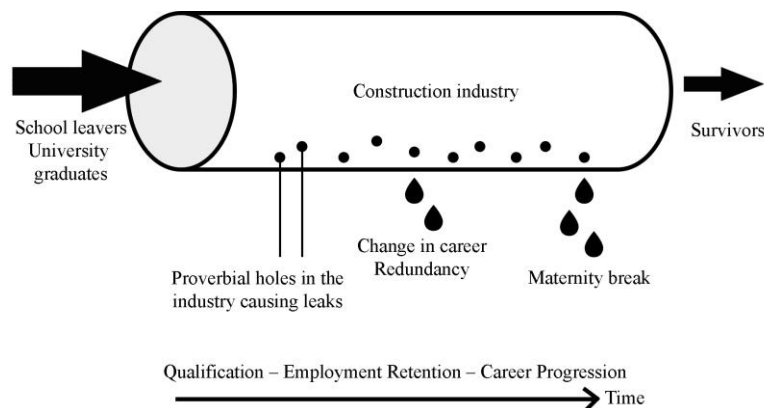 Construction industry
School leavers
University
graduates
Survivors
Proverbial holes in the
industry causing leaks
Change in career
Redundancy
Maternity break
Qualification – Employment Retention – Career Progression
Time